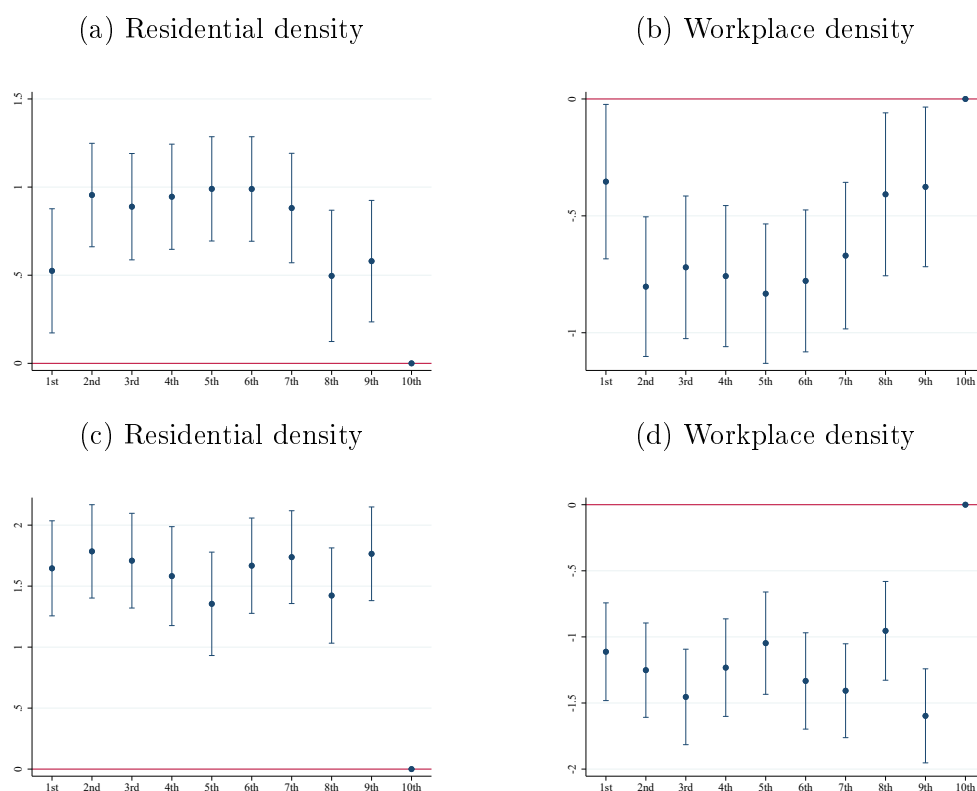 (a) Residential density
(b) Workplace density
1.5
1
.5
0
1st 2nd 3rd 4th 5th 6th 7th 8th 9th 10th
0
-.5
-1
1st 2nd 3rd 4th 5th 6th 7th 8th 9th 10th
(c) Residential density
(d) Workplace density
2
1.5
1
.5
0
1st 2nd 3rd 4th 5th 6th 7th 8th 9th 10th
0
-.5
-1
-1.5
-2
1st 2nd 3rd 4th 5th 6th 7th 8th 9th 10th